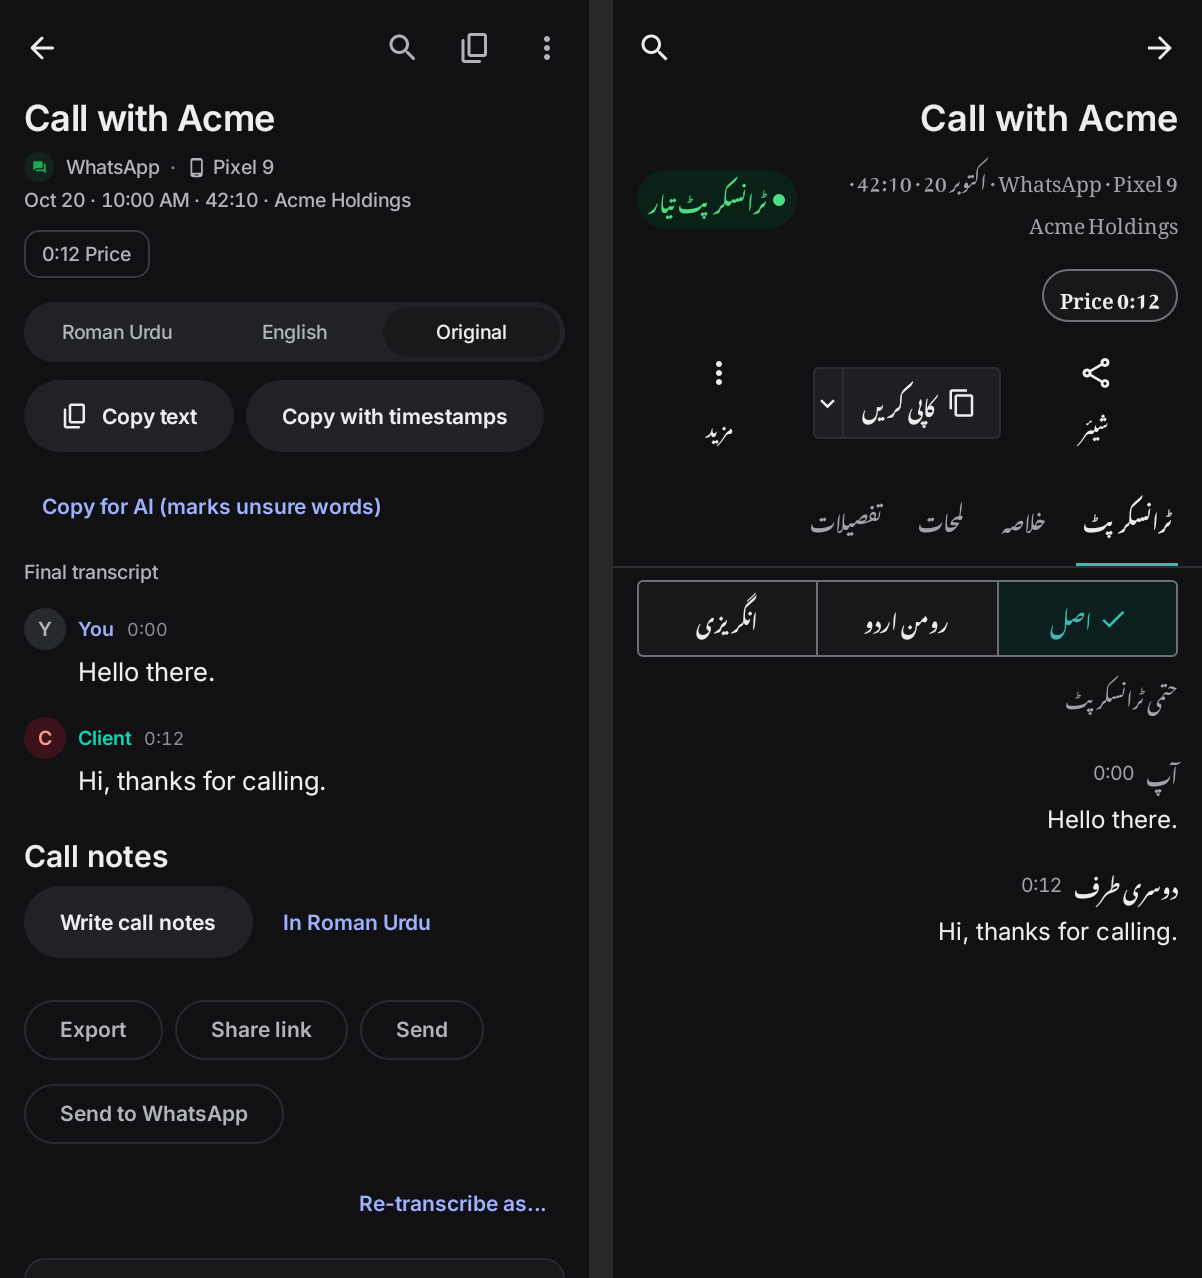 Call with Acme
WhatsApp · Pixel 9
Oct 20 · 10:00 AM · 42:10 · Acme Holdings
0:12 Price
Roman Urdu
English
Original
Copy text
Copy with timestamps
Copy for AI (marks unsure words)
Final transcript
Y
You 0:00
Hello there.
C
Client 0:12
Hi, thanks for calling.
Call notes
Write call notes
In Roman Urdu
Export
Share link
Send
Send to WhatsApp
Re-transcribe as...
Call with Acme
WhatsApp · Pixel 9 · اکتوبر 20 · 42:10 ·
Acme Holdings
ٹرانسکرپٹ تیار
Price 0:12
شیئر
کاپی کریں
مزید
ٹرانسکرپٹ
خلاصہ
لمحات
تفصیلات
اصل
رومن اردو
انگریزی
حتمی ٹرانسکرپٹ
آپ 0:00
Hello there.
دوسری طرف 0:12
Hi, thanks for calling.